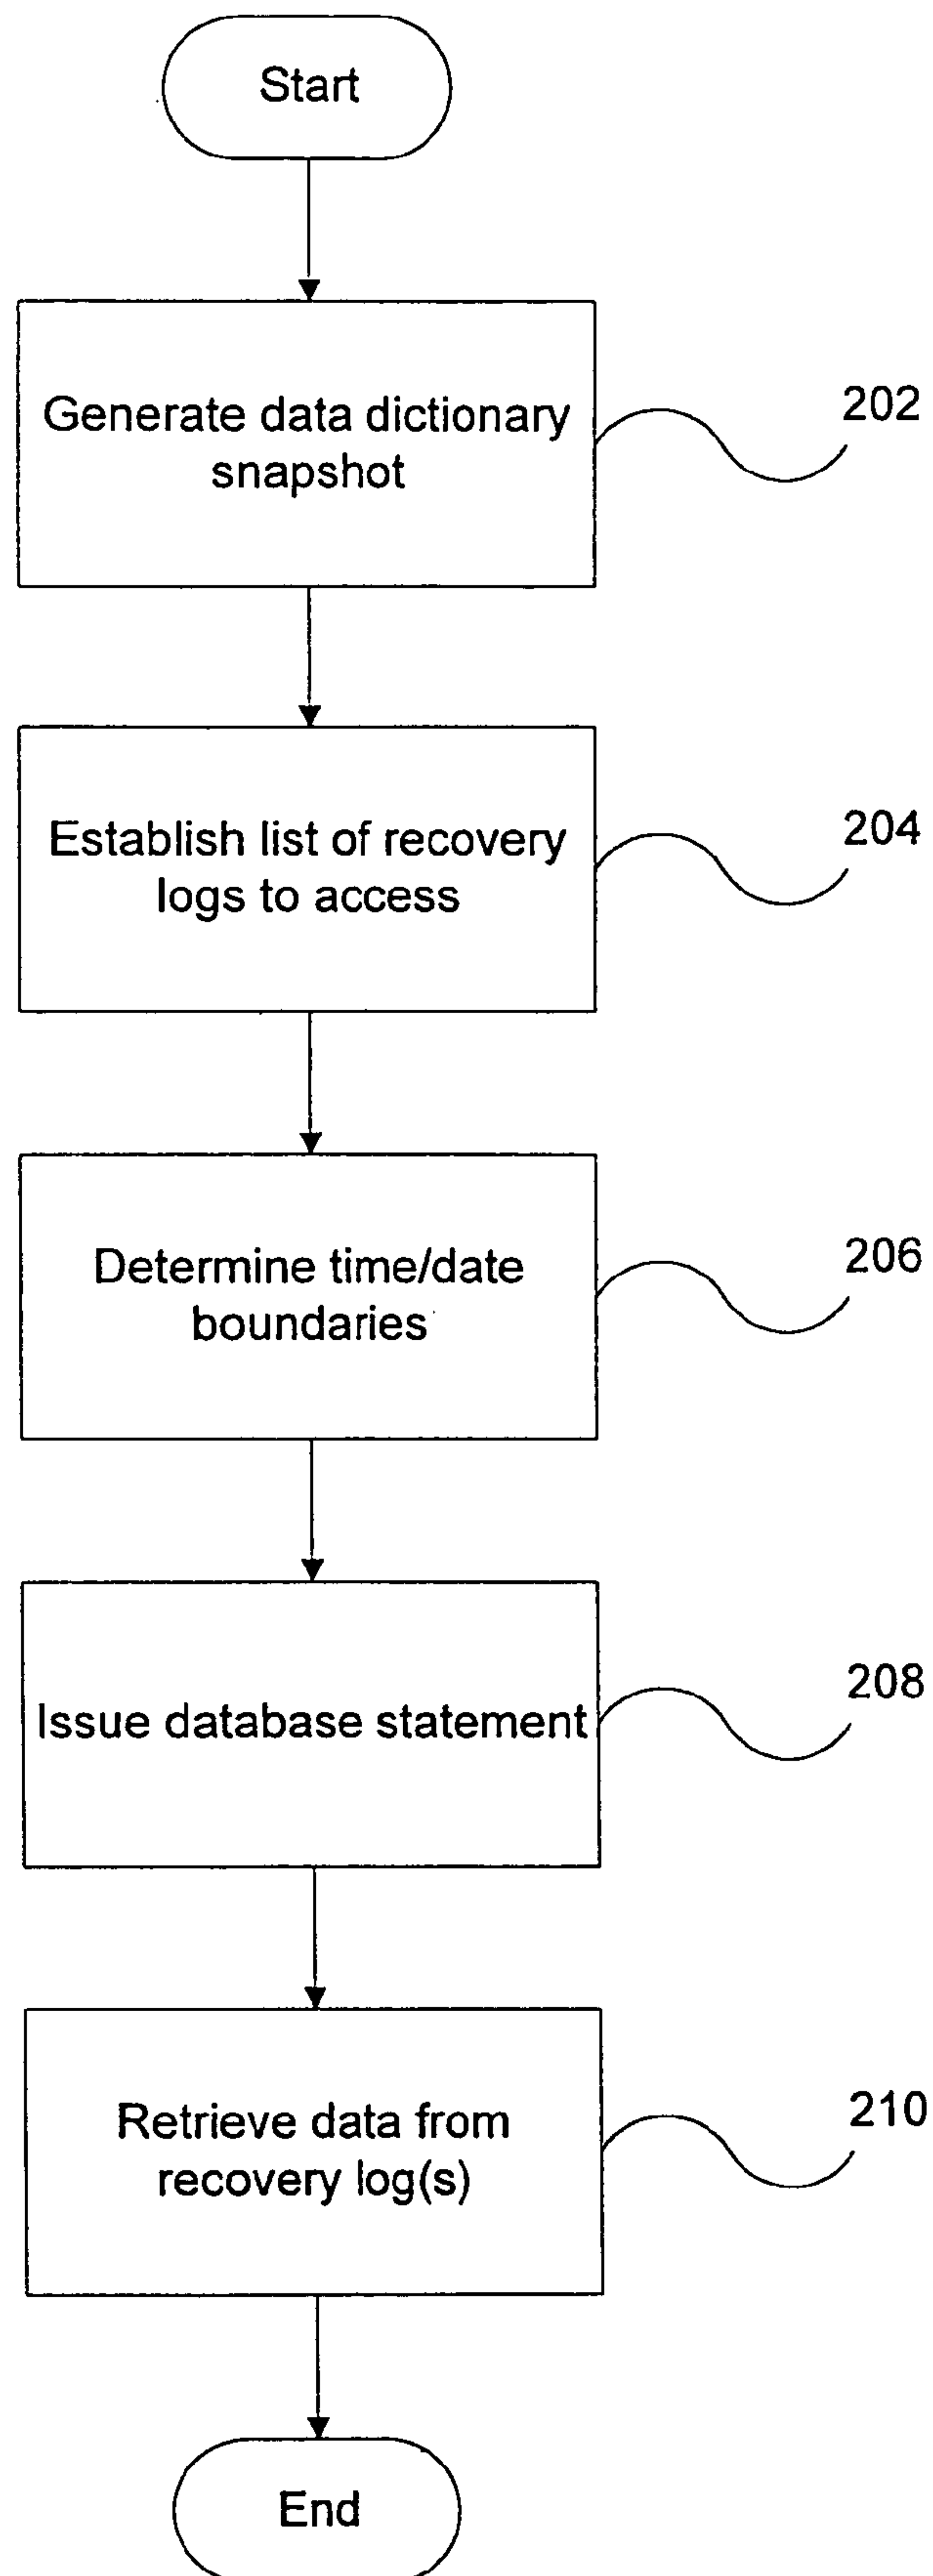 Start
Generate data dictionary
snapshot
202
Establish list of recovery
logs to access
204
Determine time/date
boundaries
206
Issue database statement
208
Retrieve data from
recovery log(s)
210
End